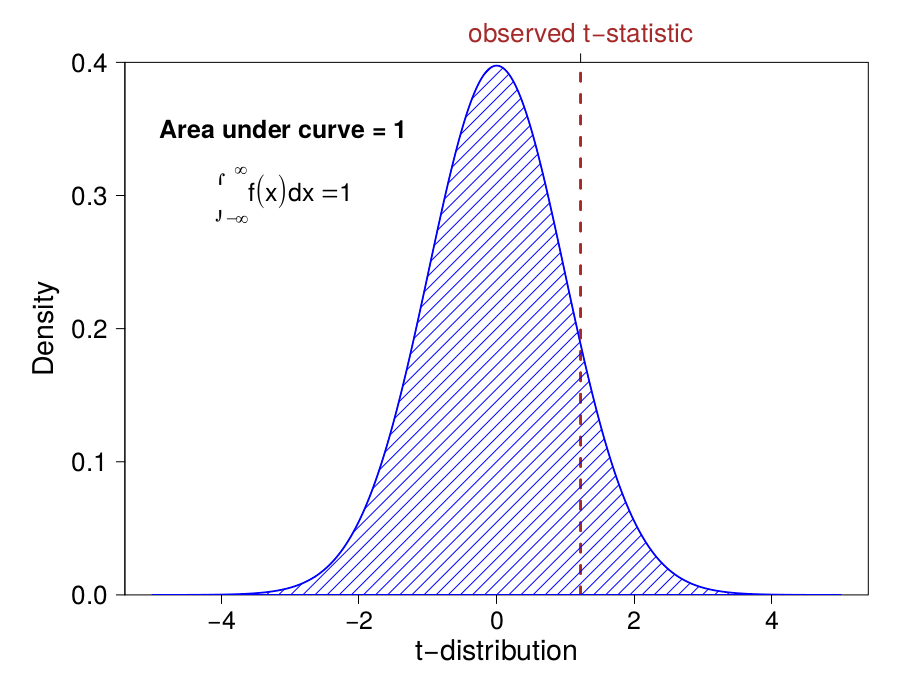 observed t−statistic
0.4
Area under curve = 1
∫−∞∞f(x)dx =1
0.3
Density
0.2
0.1
0.0
−4 −2 0 2 4
t−distribution